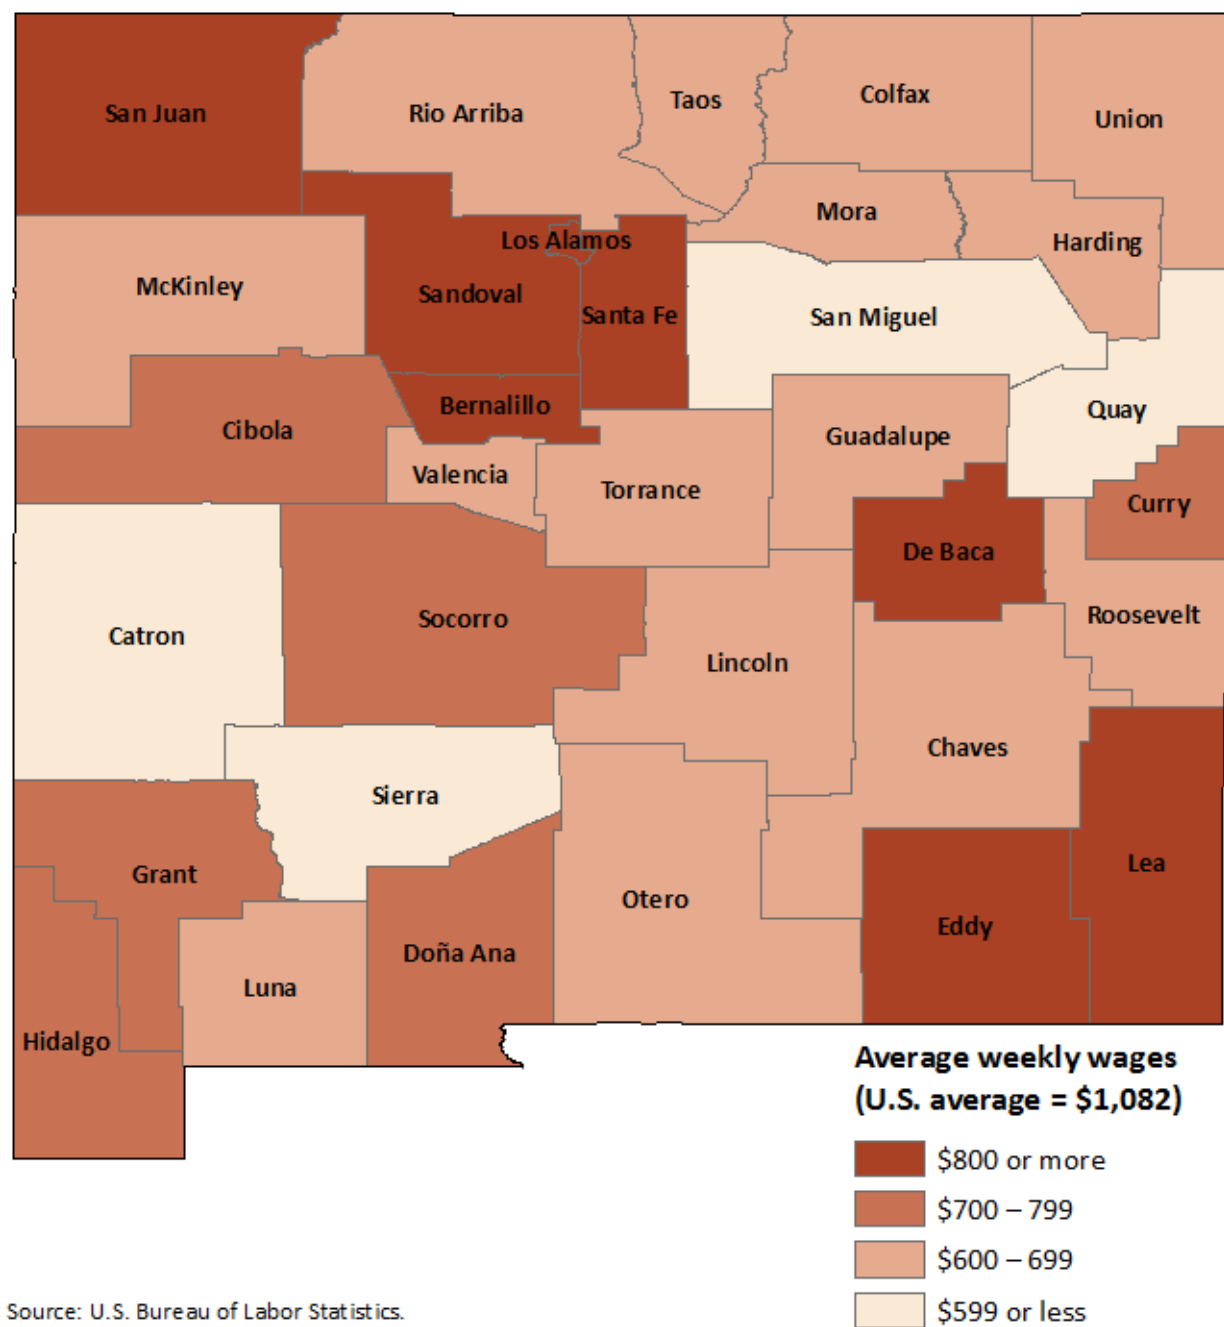 San Juan
Rio Arriba
Taos
Colfax
Union
Mora
Harding
Los Alamos
McKinley
Sandoval
Santa Fe
San Miguel
Bernalillo
Quay
Cibola
Guadalupe
Valencia
Torrance
Curry
De Baca
Socorro
Roosevelt
Catron
Lincoln
Chaves
Sierra
Lea
Grant
Otero
Eddy
Doña Ana
Luna
Hidalgo
Average weekly wages
(U.S. average = $1,082)
$800 or more
$700 – 799
$600 – 699
$599 or less
Source: U.S. Bureau of Labor Statistics.